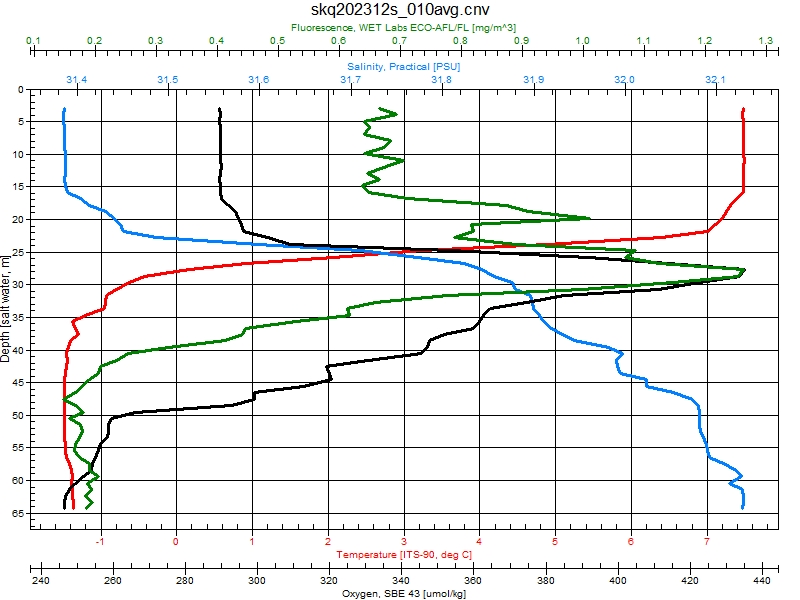 skq202312s_010avg.cnv
Fluorescence, WET Labs ECO-AFL/FL [mg/m^3]
0.1 0.2 0.3 0.4 0.5 0.6 0.7 0.8 0.9 1.0 1.1 1.2 1.3
Salinity, Practical [PSU]
31.4 31.5 31.6 31.7 31.8 31.9 32.0 32.1
0
5
10
15
20
25
30
35
40
45
50
55
60
65
Depth [salt water, m]
-1 0 1 2 3 4 5 6 7
Temperature [ITS-90, deg C]
240 260 280 300 320 340 360 380 400 420 440
Oxygen, SBE 43 [umol/kg]